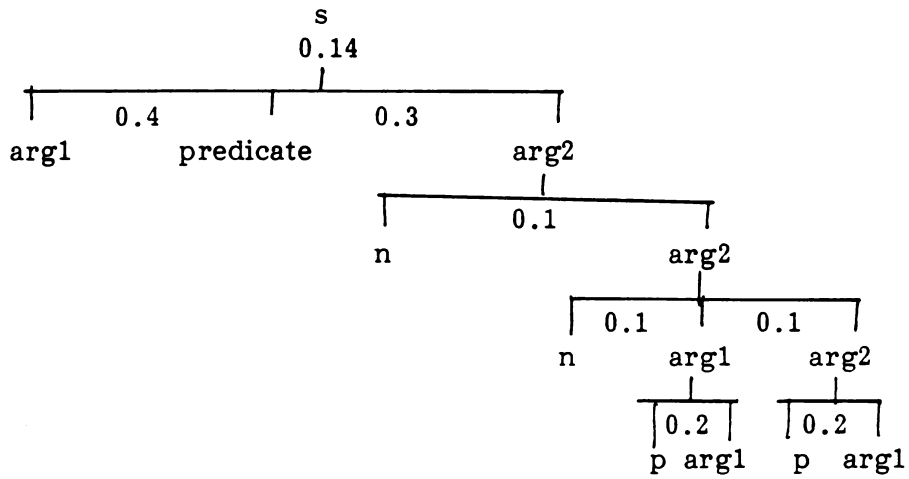 s
0.14
0.4 0.3
arg1 predicate arg2
0.1
n arg2
0.1 0.1
n arg1 arg2
0.2 0.2
p arg1 p arg1